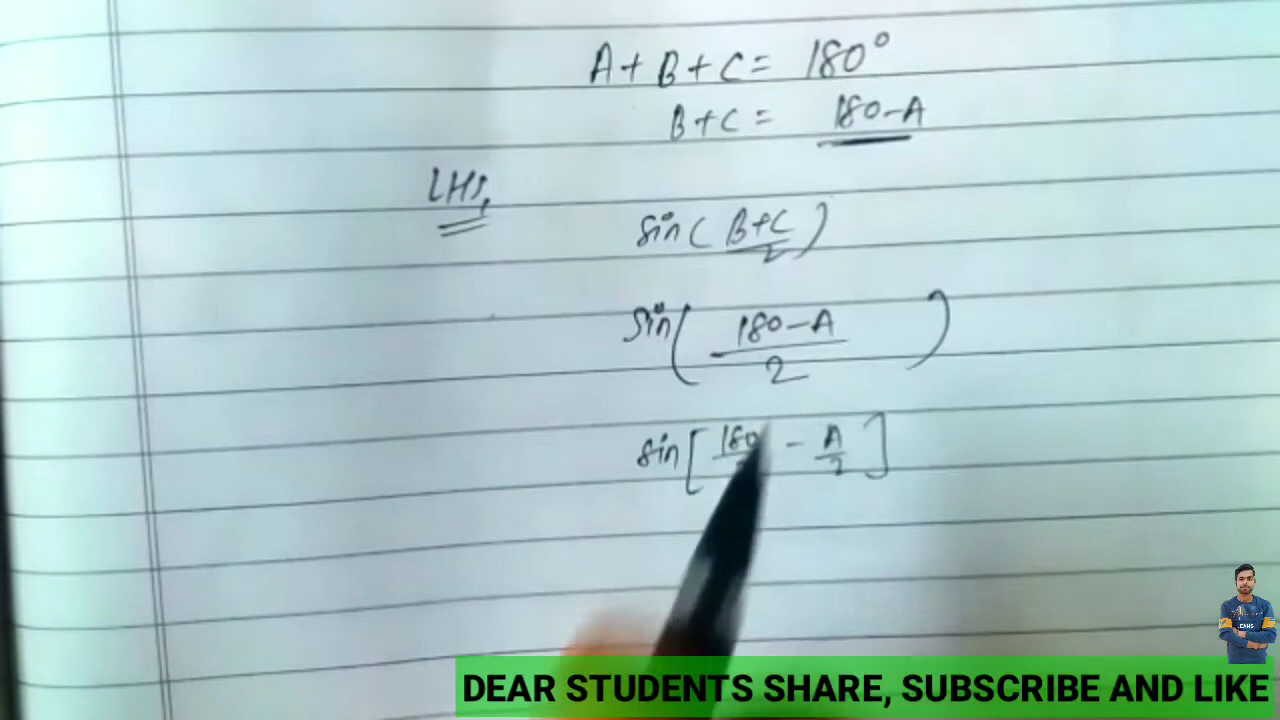 A + B + C = 180°
B + C = 180 - A
LHS,
sin( B+C / 2 )
sin( 180 - A / 2 )
sin[ 180 - A / 2 ]
DEAR STUDENTS SHARE, SUBSCRIBE AND LIKE